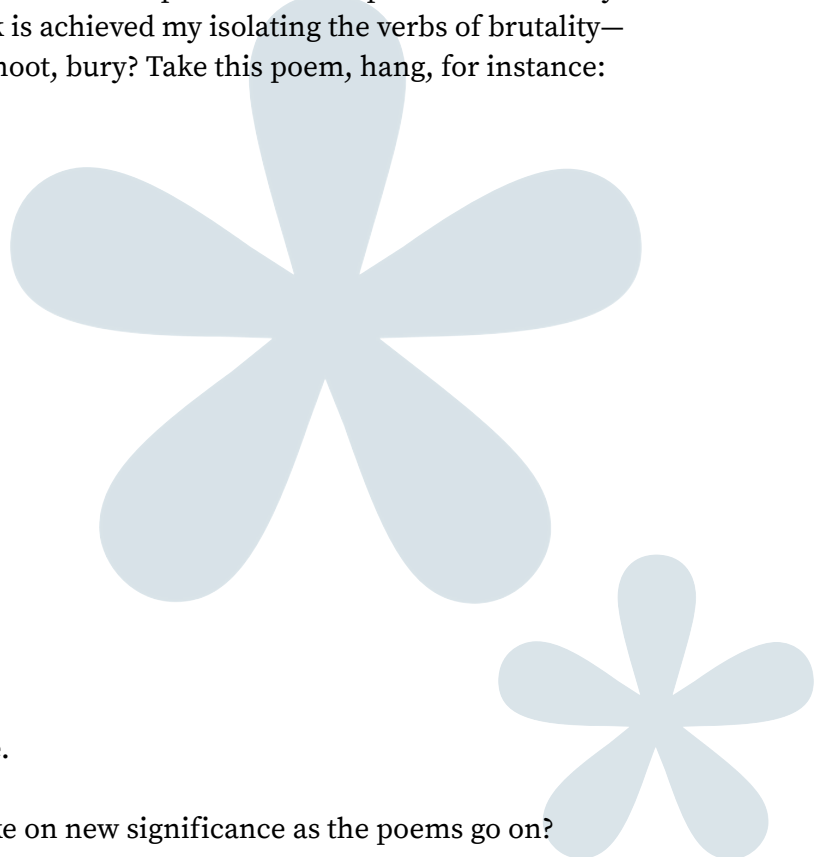 is achieved my isolating the verbs of brutality—
hoot, bury? Take this poem, hang, for instance:
.
ke on new significance as the poems go on?